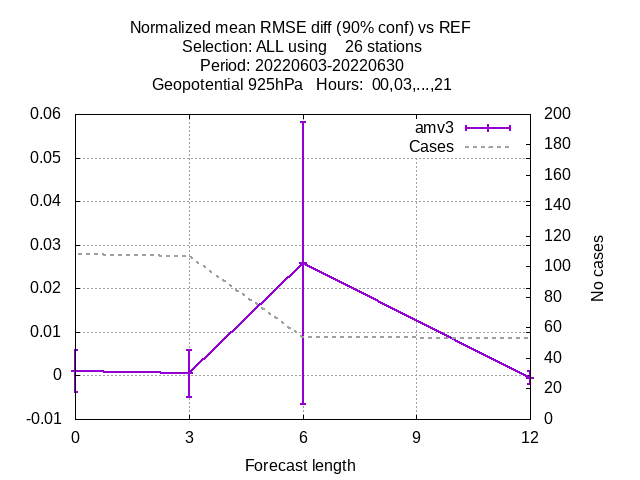 Normalized mean RMSE diff (90% conf) vs REF
Selection: ALL using    26 stations
Period: 20220603-20220630
Geopotential 925hPa   Hours:  00,03,...,21
amv3
Cases
0.06
0.05
0.04
0.03
0.02
0.01
0
-0.01
200
180
160
140
120
100
80
60
40
20
0
No cases
0 3 6 9 12
Forecast length